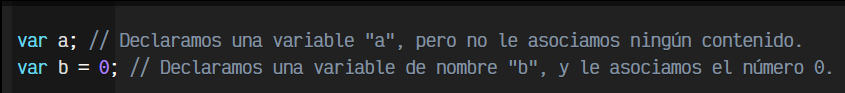 var a; // Declaramos una variable "a", pero no le asociamos ningún contenido.
var b = 0; // Declaramos una variable de nombre "b", y le asociamos el número 0.